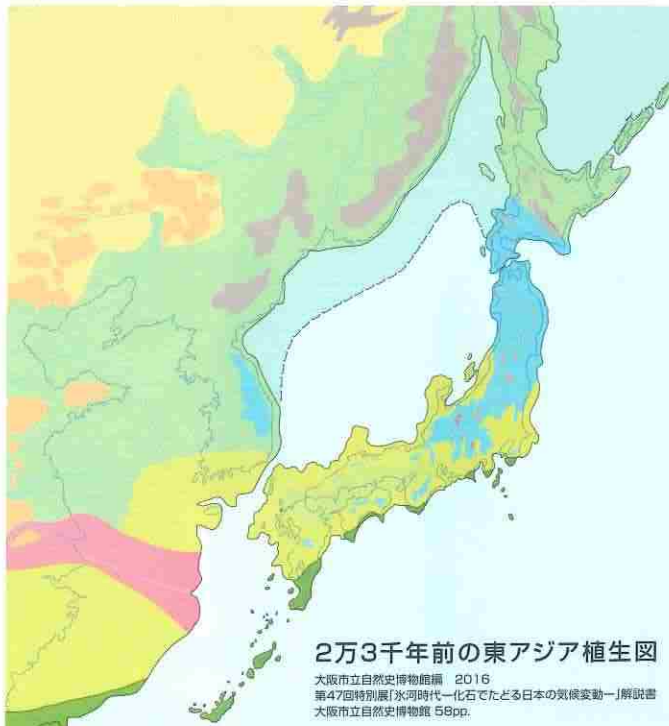 2万3千年前の東アジア植生図
大阪市立自然史博物館編　2016
第47回特別展「氷河時代―化石でたどる日本の気候変動―」解説書
大阪市立自然史博物館 58pp.